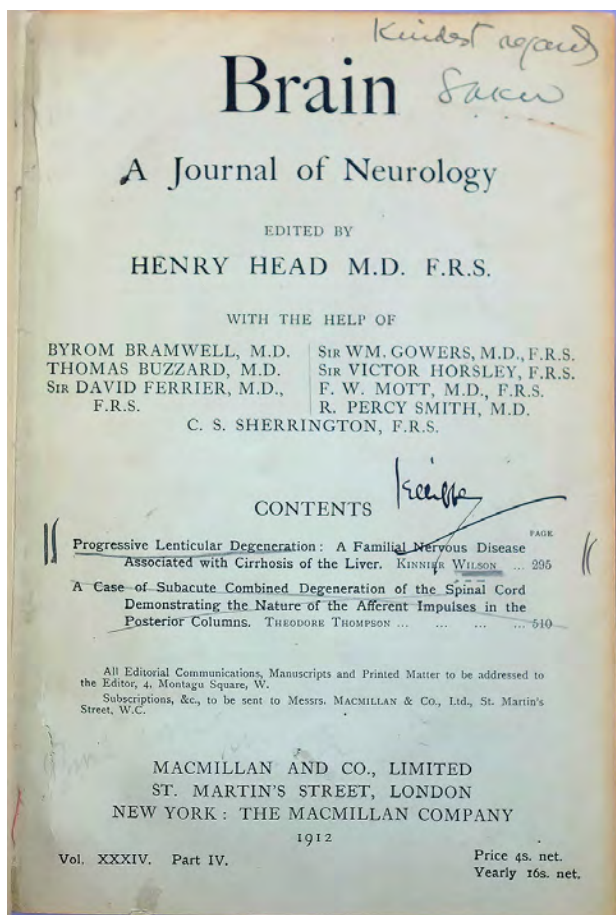 Kindest regards
Brain
A Journal of Neurology
EDITED BY
HENRY HEAD M.D. F.R.S.
WITH THE HELP OF
BYROM BRAMWELL, M.D.
THOMAS BUZZARD, M.D.
SIR DAVID FERRIER, M.D.,
F.R.S.
SIR WM. GOWERS, M.D., F.R.S.
SIR VICTOR HORSLEY, F.R.S.
F. W. MOTT, M.D., F.R.S.
R. PERCY SMITH, M.D.
C. S. SHERRINGTON, F.R.S.
CONTENTS
PAGE
Progressive Lenticular Degeneration: A Familial Nervous Disease
Associated with Cirrhosis of the Liver. KINNIER WILSON ... 295
A Case of Subacute Combined Degeneration of the Spinal Cord
Demonstrating the Nature of the Afferent Impulses in the
Posterior Columns. THEODORE THOMPSON ... ... ... ... 510
All Editorial Communications, Manuscripts and Printed Matter to be addressed to
the Editor, 4, Montagu Square, W.
Subscriptions, &c., to be sent to Messrs. MACMILLAN & Co., Ltd., St. Martin's
Street, W.C.
MACMILLAN AND CO., LIMITED
ST. MARTIN'S STREET, LONDON
NEW YORK: THE MACMILLAN COMPANY
1912
Vol. XXXIV. Part IV.
Price 4s. net.
Yearly 16s. net.